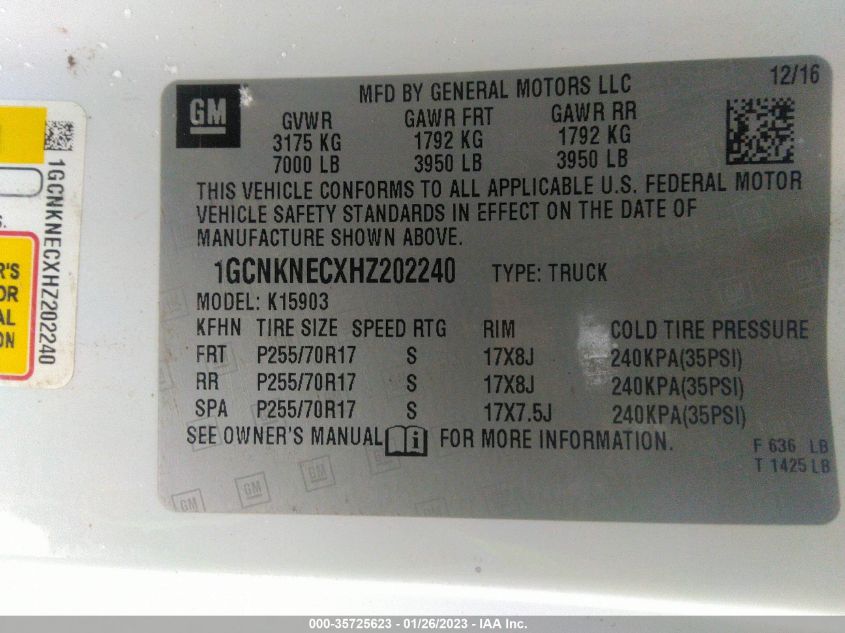 MFD BY GENERAL MOTORS LLC 12/16
GM
GVWR GAWR FRT GAWR RR
3175 KG 1792 KG 1792 KG
7000 LB 3950 LB 3950 LB
THIS VEHICLE CONFORMS TO ALL APPLICABLE U.S. FEDERAL MOTOR
VEHICLE SAFETY STANDARDS IN EFFECT ON THE DATE OF
MANUFACTURE SHOWN ABOVE.
1GCNKNECXHZ202240 TYPE: TRUCK
MODEL: K15903
KFHN TIRE SIZE SPEED RTG RIM COLD TIRE PRESSURE
FRT P255/70R17 S 17X8J 240KPA(35PSI)
RR P255/70R17 S 17X8J 240KPA(35PSI)
SPA P255/70R17 S 17X7.5J 240KPA(35PSI)
SEE OWNER'S MANUAL FOR MORE INFORMATION.
F 636 LB
T 1425 LB
GM GM GM GM
1GCNKNECXHZ202240
000-35725623 - 01/26/2023 - IAA Inc.